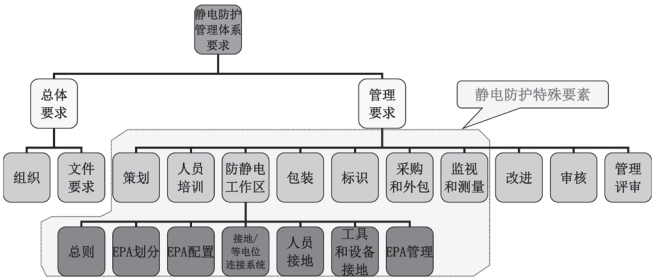 静电防护
管理体系
要求
总体
要求
管理
要求
静电防护特殊要素
组织
文件
要求
策划
人员
培训
防静电
工作区
包装
标识
采购
和外包
监视
和测量
改进
审核
管理
评审
总则
EPA划分
EPA配置
接地/
等电位
连接系统
人员
接地
工具
和设备
接地
EPA管理